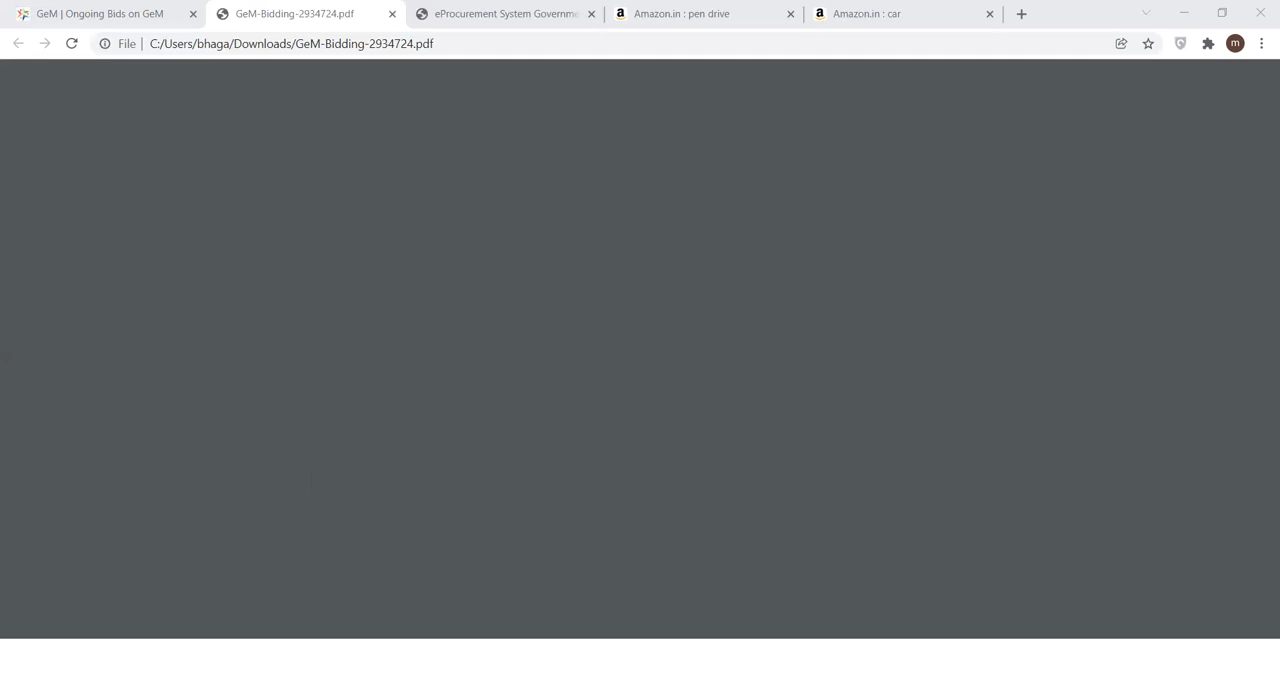 GeM | Ongoing Bids on GeM
GeM-Bidding-2934724.pdf
eProcurement System Governme
a Amazon.in : pen drive
a Amazon.in : car
File | C:/Users/bhaga/Downloads/GeM-Bidding-2934724.pdf
m